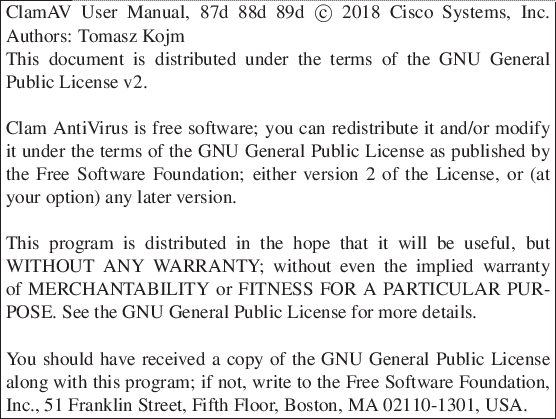 ClamAV User Manual, 87d 88d 89d © 2018 Cisco Systems, Inc.
Authors: Tomasz Kojm
This document is distributed under the terms of the GNU General
Public License v2.
Clam AntiVirus is free software; you can redistribute it and/or modify
it under the terms of the GNU General Public License as published by
the Free Software Foundation; either version 2 of the License, or (at
your option) any later version.
This program is distributed in the hope that it will be useful, but
WITHOUT ANY WARRANTY; without even the implied warranty
of MERCHANTABILITY or FITNESS FOR A PARTICULAR PUR-
POSE. See the GNU General Public License for more details.
You should have received a copy of the GNU General Public License
along with this program; if not, write to the Free Software Foundation,
Inc., 51 Franklin Street, Fifth Floor, Boston, MA 02110-1301, USA.